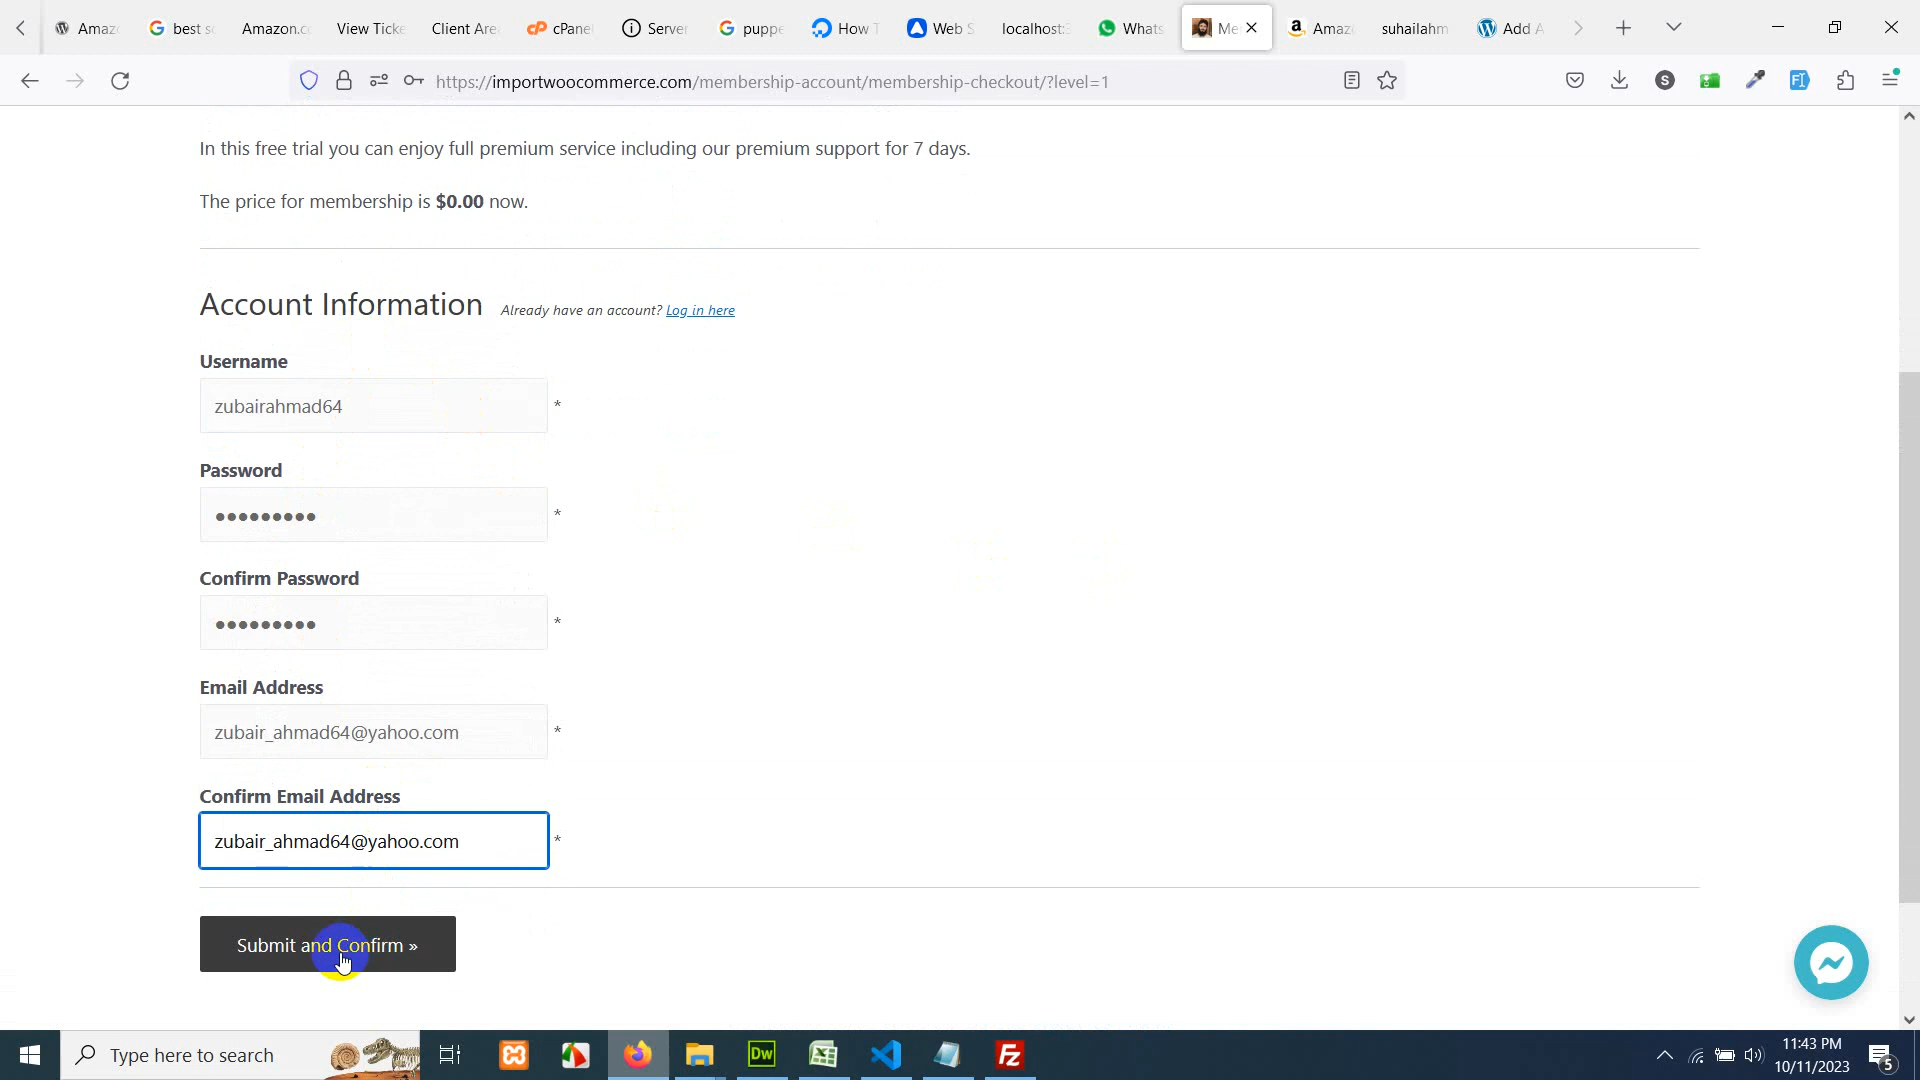 Amaz
best s
Amazon.c
View Ticke
Client Are
cPane
Server
puppe
How T
Web S
localhost:
Whats
Me
Amaz
suhailahm
Add A
https://importwoocommerce.com/membership-account/membership-checkout/?level=1
In this free trial you can enjoy full premium service including our premium support for 7 days.
The price for membership is $0.00 now.
Account Information Already have an account? Log in here
Username
zubairahmad64 *
Password
●●●●●●●●● *
Confirm Password
●●●●●●●●● *
Email Address
zubair_ahmad64@yahoo.com *
Confirm Email Address
zubair_ahmad64@yahoo.com *
Submit and Confirm »
Type here to search
11:43 PM
10/11/2023
5